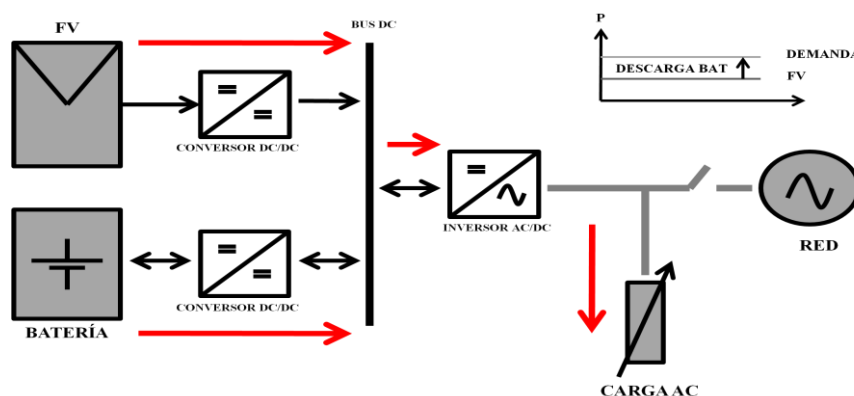 FV
BUS DC
P
DEMANDA
DESCARGA BAT
FV
CONVERSOR DC/DC
INVERSOR AC/DC
RED
CONVERSOR DC/DC
BATERÍA
CARGA AC